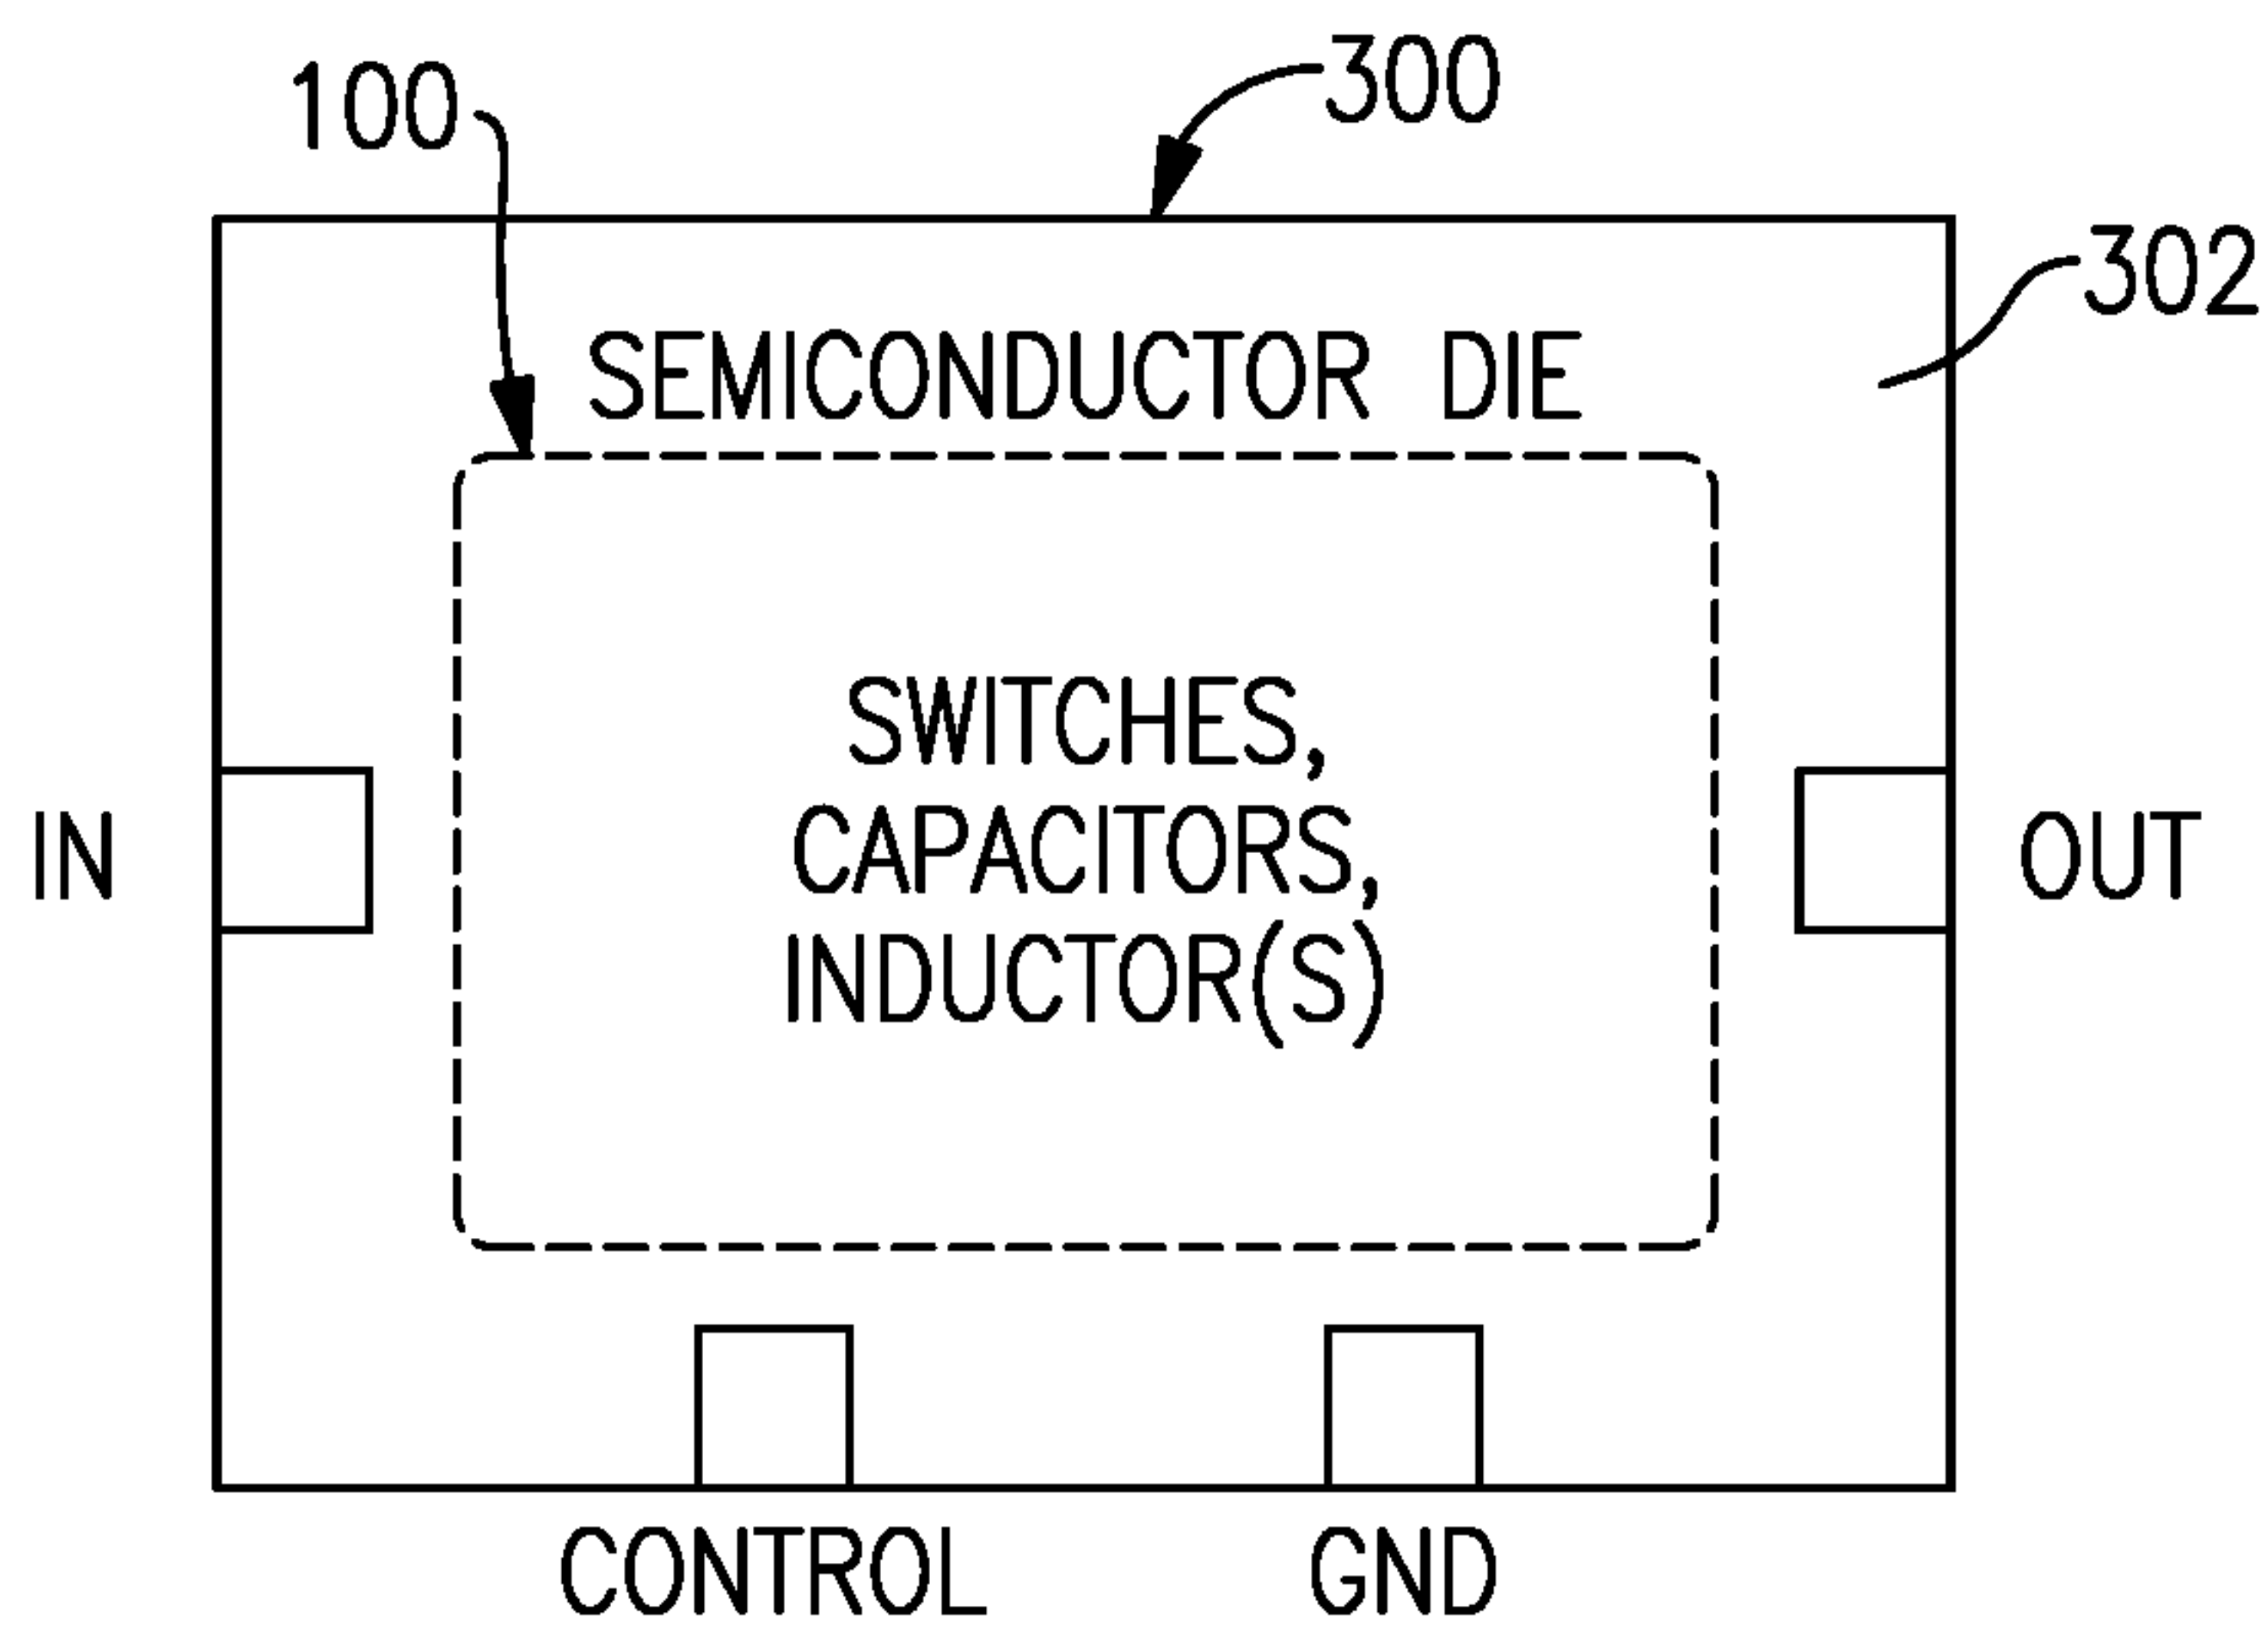 100
300
302
SEMICONDUCTOR DIE
SWITCHES,
CAPACITORS,
INDUCTOR(S)
IN
OUT
CONTROL
GND